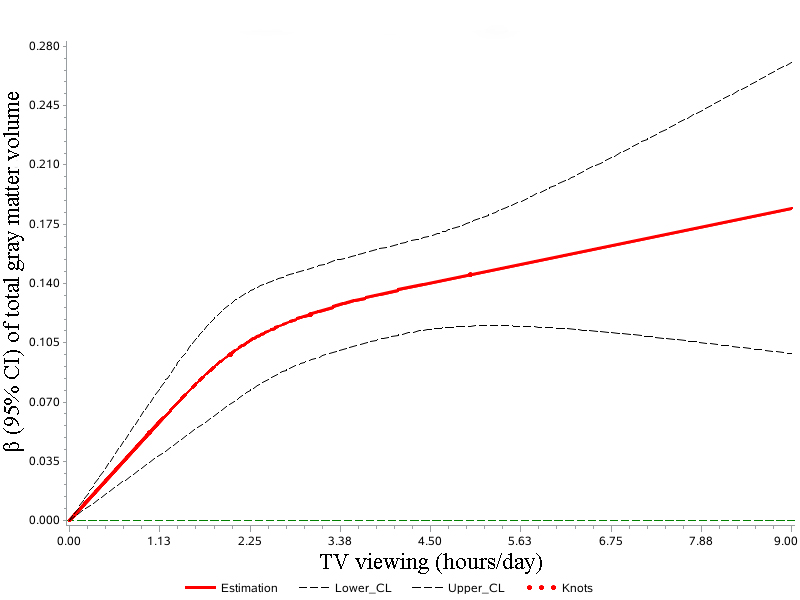 0.280
0.245
0.210
0.175
0.140
0.105
0.070
0.035
0.000
β (95% CI) of total gray matter volume
0.00 1.13 2.25 3.38 4.50 5.63 6.75 7.88 9.00
TV viewing (hours/day)
Estimation Lower_CL Upper_CL Knots